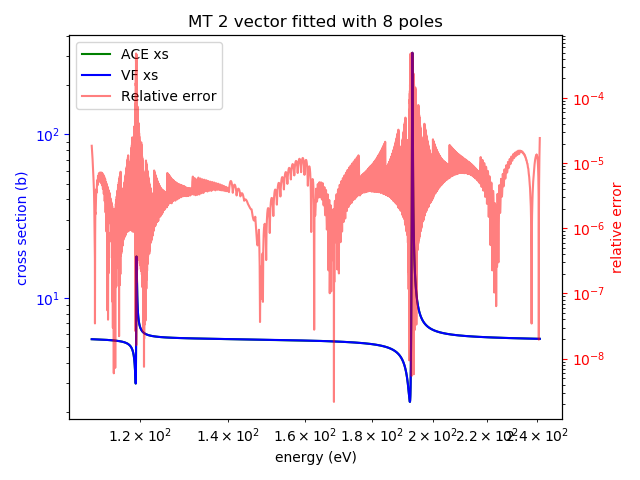 MT 2 vector fitted with 8 poles
ACE xs
VF xs
Relative error
cross section (b)
10²
10¹
relative error
10⁻⁴
10⁻⁵
10⁻⁶
10⁻⁷
10⁻⁸
1.2 × 10² 1.4 × 10² 1.6 × 10² 1.8 × 10² 2 × 10² 2.2 × 10² 2.4 × 10²
energy (eV)